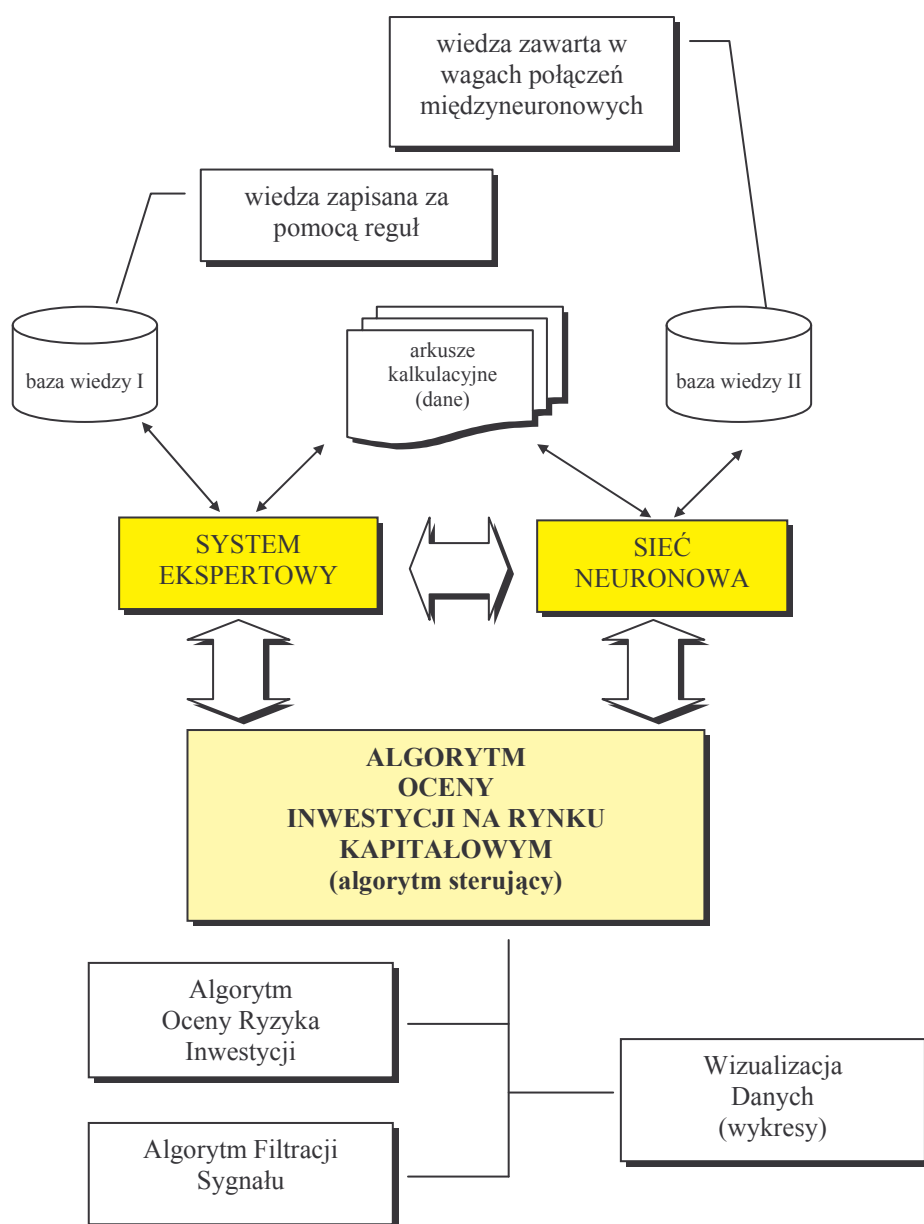 wiedza zawarta w
wagach połączeń
międzyneuronowych
wiedza zapisana za
pomocą reguł
baza wiedzy I
arkusze
kalkulacyjne
(dane)
baza wiedzy II
SYSTEM
EKSPERTOWY
SIEĆ
NEURONOWA
ALGORYTM
OCENY
INWESTYCJI NA RYNKU
KAPITAŁOWYM
(algorytm sterujący)
Algorytm
Oceny Ryzyka
Inwestycji
Wizualizacja
Danych
(wykresy)
Algorytm Filtracji
Sygnału